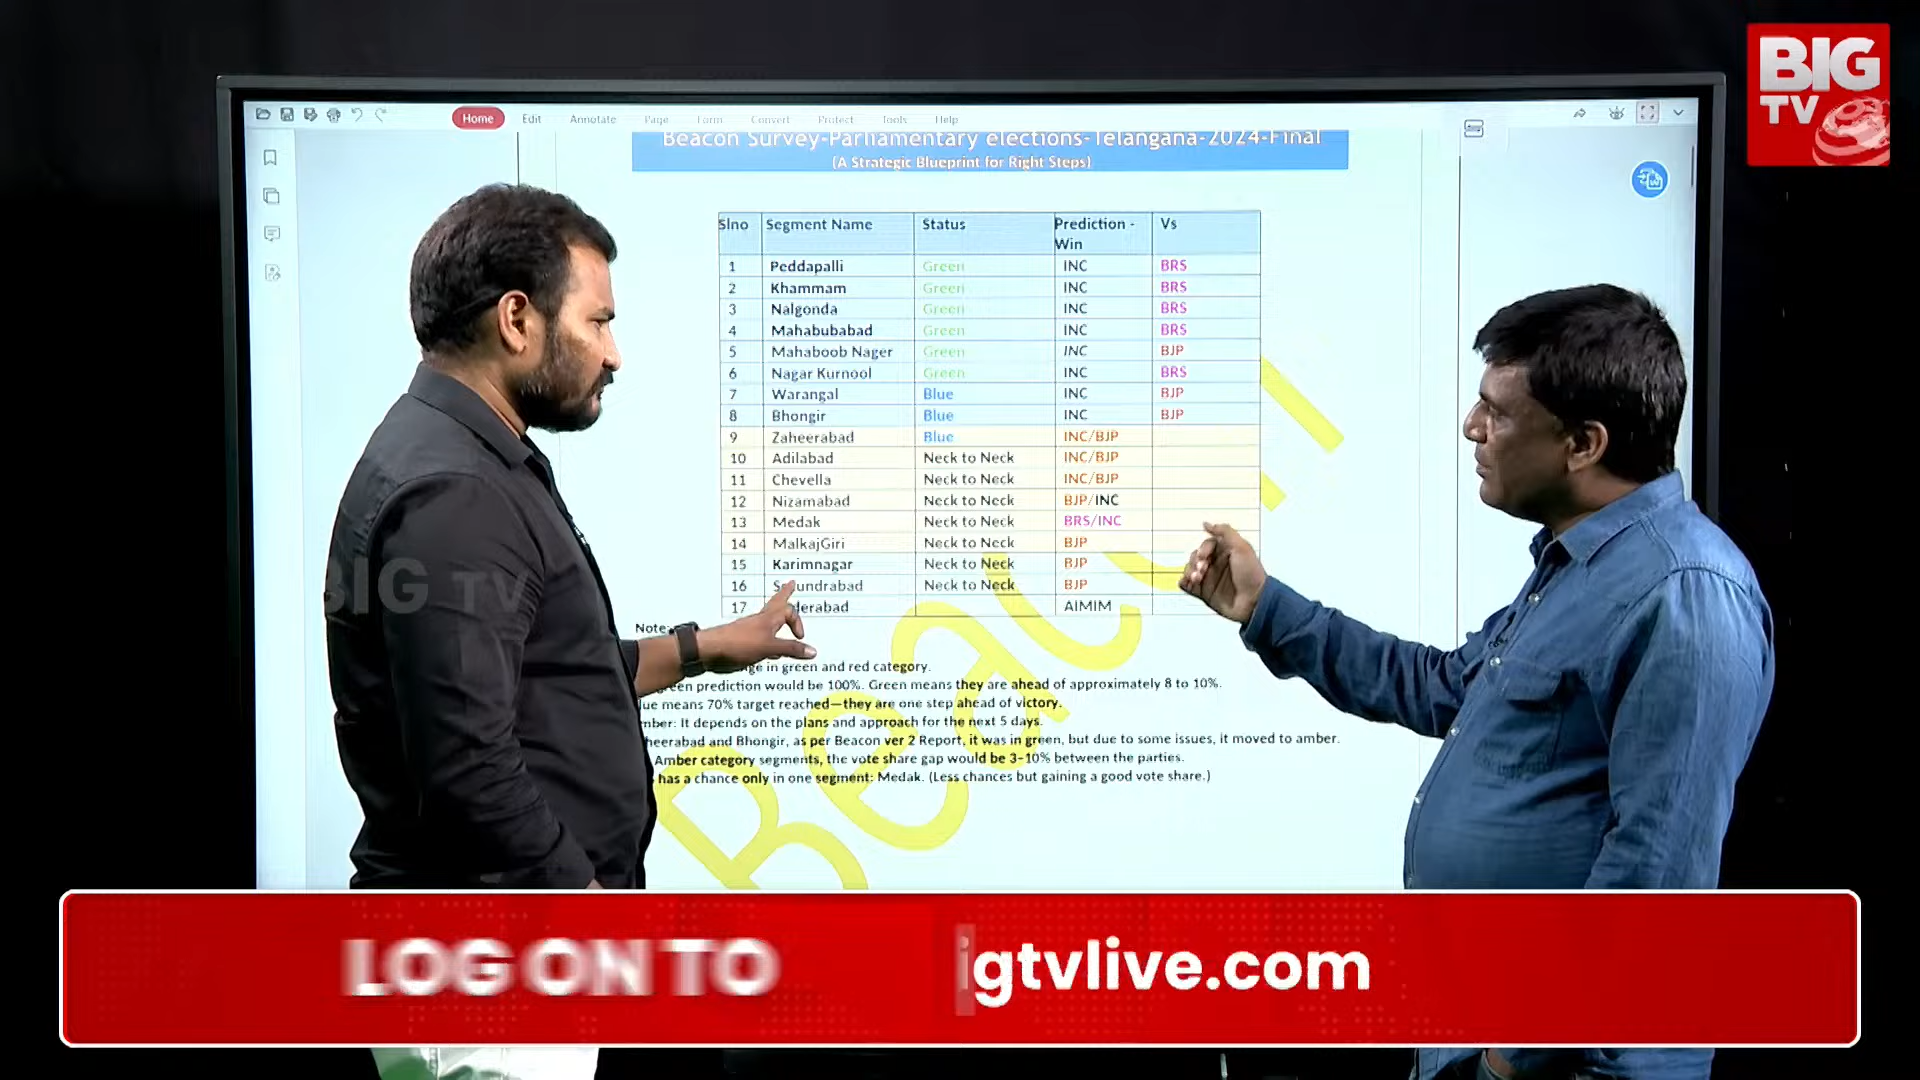 BIG
TV
Home Edit Annotate Page Form Convert Protect Tools Help
Beacon Survey-Parliamentary elections-Telangana-2024-Final
(A Strategic Blueprint for Right Steps)
Slno Segment Name Status Prediction - Win Vs
1 Peddapalli Green INC BRS
2 Khammam Green INC BRS
3 Nalgonda Green INC BRS
4 Mahabubabad Green INC BRS
5 Mahaboob Nager Green INC BJP
6 Nagar Kurnool Green INC BRS
7 Warangal Blue INC BJP
8 Bhongir Blue INC BJP
9 Zaheerabad Blue INC/BJP
10 Adilabad Neck to Neck INC/BJP
11 Chevella Neck to Neck INC/BJP
12 Nizamabad Neck to Neck BJP/INC
13 Medak Neck to Neck BRS/INC
14 MalkajGiri Neck to Neck BJP
15 Karimnagar Neck to Neck BJP
16 undrabad Neck to Neck BJP
17 derabad AIMIM
Note:
in green and red category.
prediction would be 100%. Green means they are ahead of approximately 8 to 10%.
means 70% target reached—they are one step ahead of victory.
It depends on the plans and approach for the next 5 days.
heerabad and Bhongir, as per Beacon ver 2 Report, it was in green, but due to some issues, it moved to amber.
Amber category segments, the vote share gap would be 3-10% between the parties.
has a chance only in one segment: Medak. (Less chances but gaining a good vote share.)
BIG TV
LOG ON TO igtvlive.com